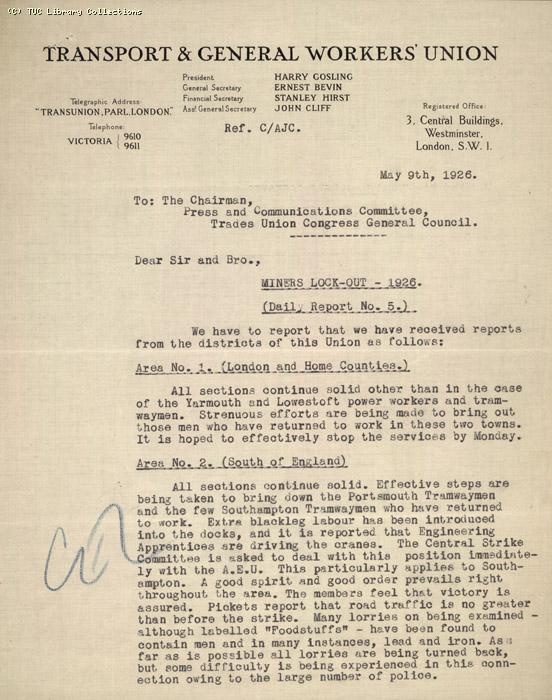 (C) TUC Library Collections
TRANSPORT & GENERAL WORKERS' UNION
President HARRY GOSLING
General Secretary ERNEST BEVIN
Financial Secretary STANLEY HIRST
Asst General Secretary JOHN CLIFF
Telegraphic Address:
"TRANSUNION, PARL, LONDON."
Telephone:
VICTORIA 9610
9611
Ref. C/AJC.
Registered Office:
3, Central Buildings,
Westminster,
London, S.W. 1.
May 9th, 1926.
To: The Chairman,
Press and Communications Committee,
Trades Union Congress General Council.
Dear Sir and Bro.,
MINERS LOCK-OUT - 1926.
(Daily Report No. 5.)
We have to report that we have received reports
from the districts of this Union as follows:
Area No. 1. (London and Home Counties.)
All sections continue solid other than in the case
of the Yarmouth and Lowestoft power workers and tram-
waymen. Strenuous efforts are being made to bring out
those men who have returned to work in these two towns.
It is hoped to effectively stop the services by Monday.
Area No. 2. (South of England)
All sections continue solid. Effective steps are
being taken to bring down the Portsmouth Tramwaymen
and the few Southampton Tramwaymen who have returned
to work. Extra blackleg labour has been introduced
into the docks, and it is reported that Engineering
Apprentices are driving the cranes. The Central Strike
Committee is asked to deal with this position immediate-
ly with the A.E.U. This particularly applies to South-
ampton. A good spirit and good order prevails right
throughout the area. The members feel that victory is
assured. Pickets report that road traffic is no greater
than before the strike. Many lorries on being examined -
although labelled "Foodstuffs" - have been found to
contain men and in many instances, lead and iron. As
far as is possible all lorries are being turned back,
but some difficulty is being experienced in this conn-
ection owing to the large number of police.